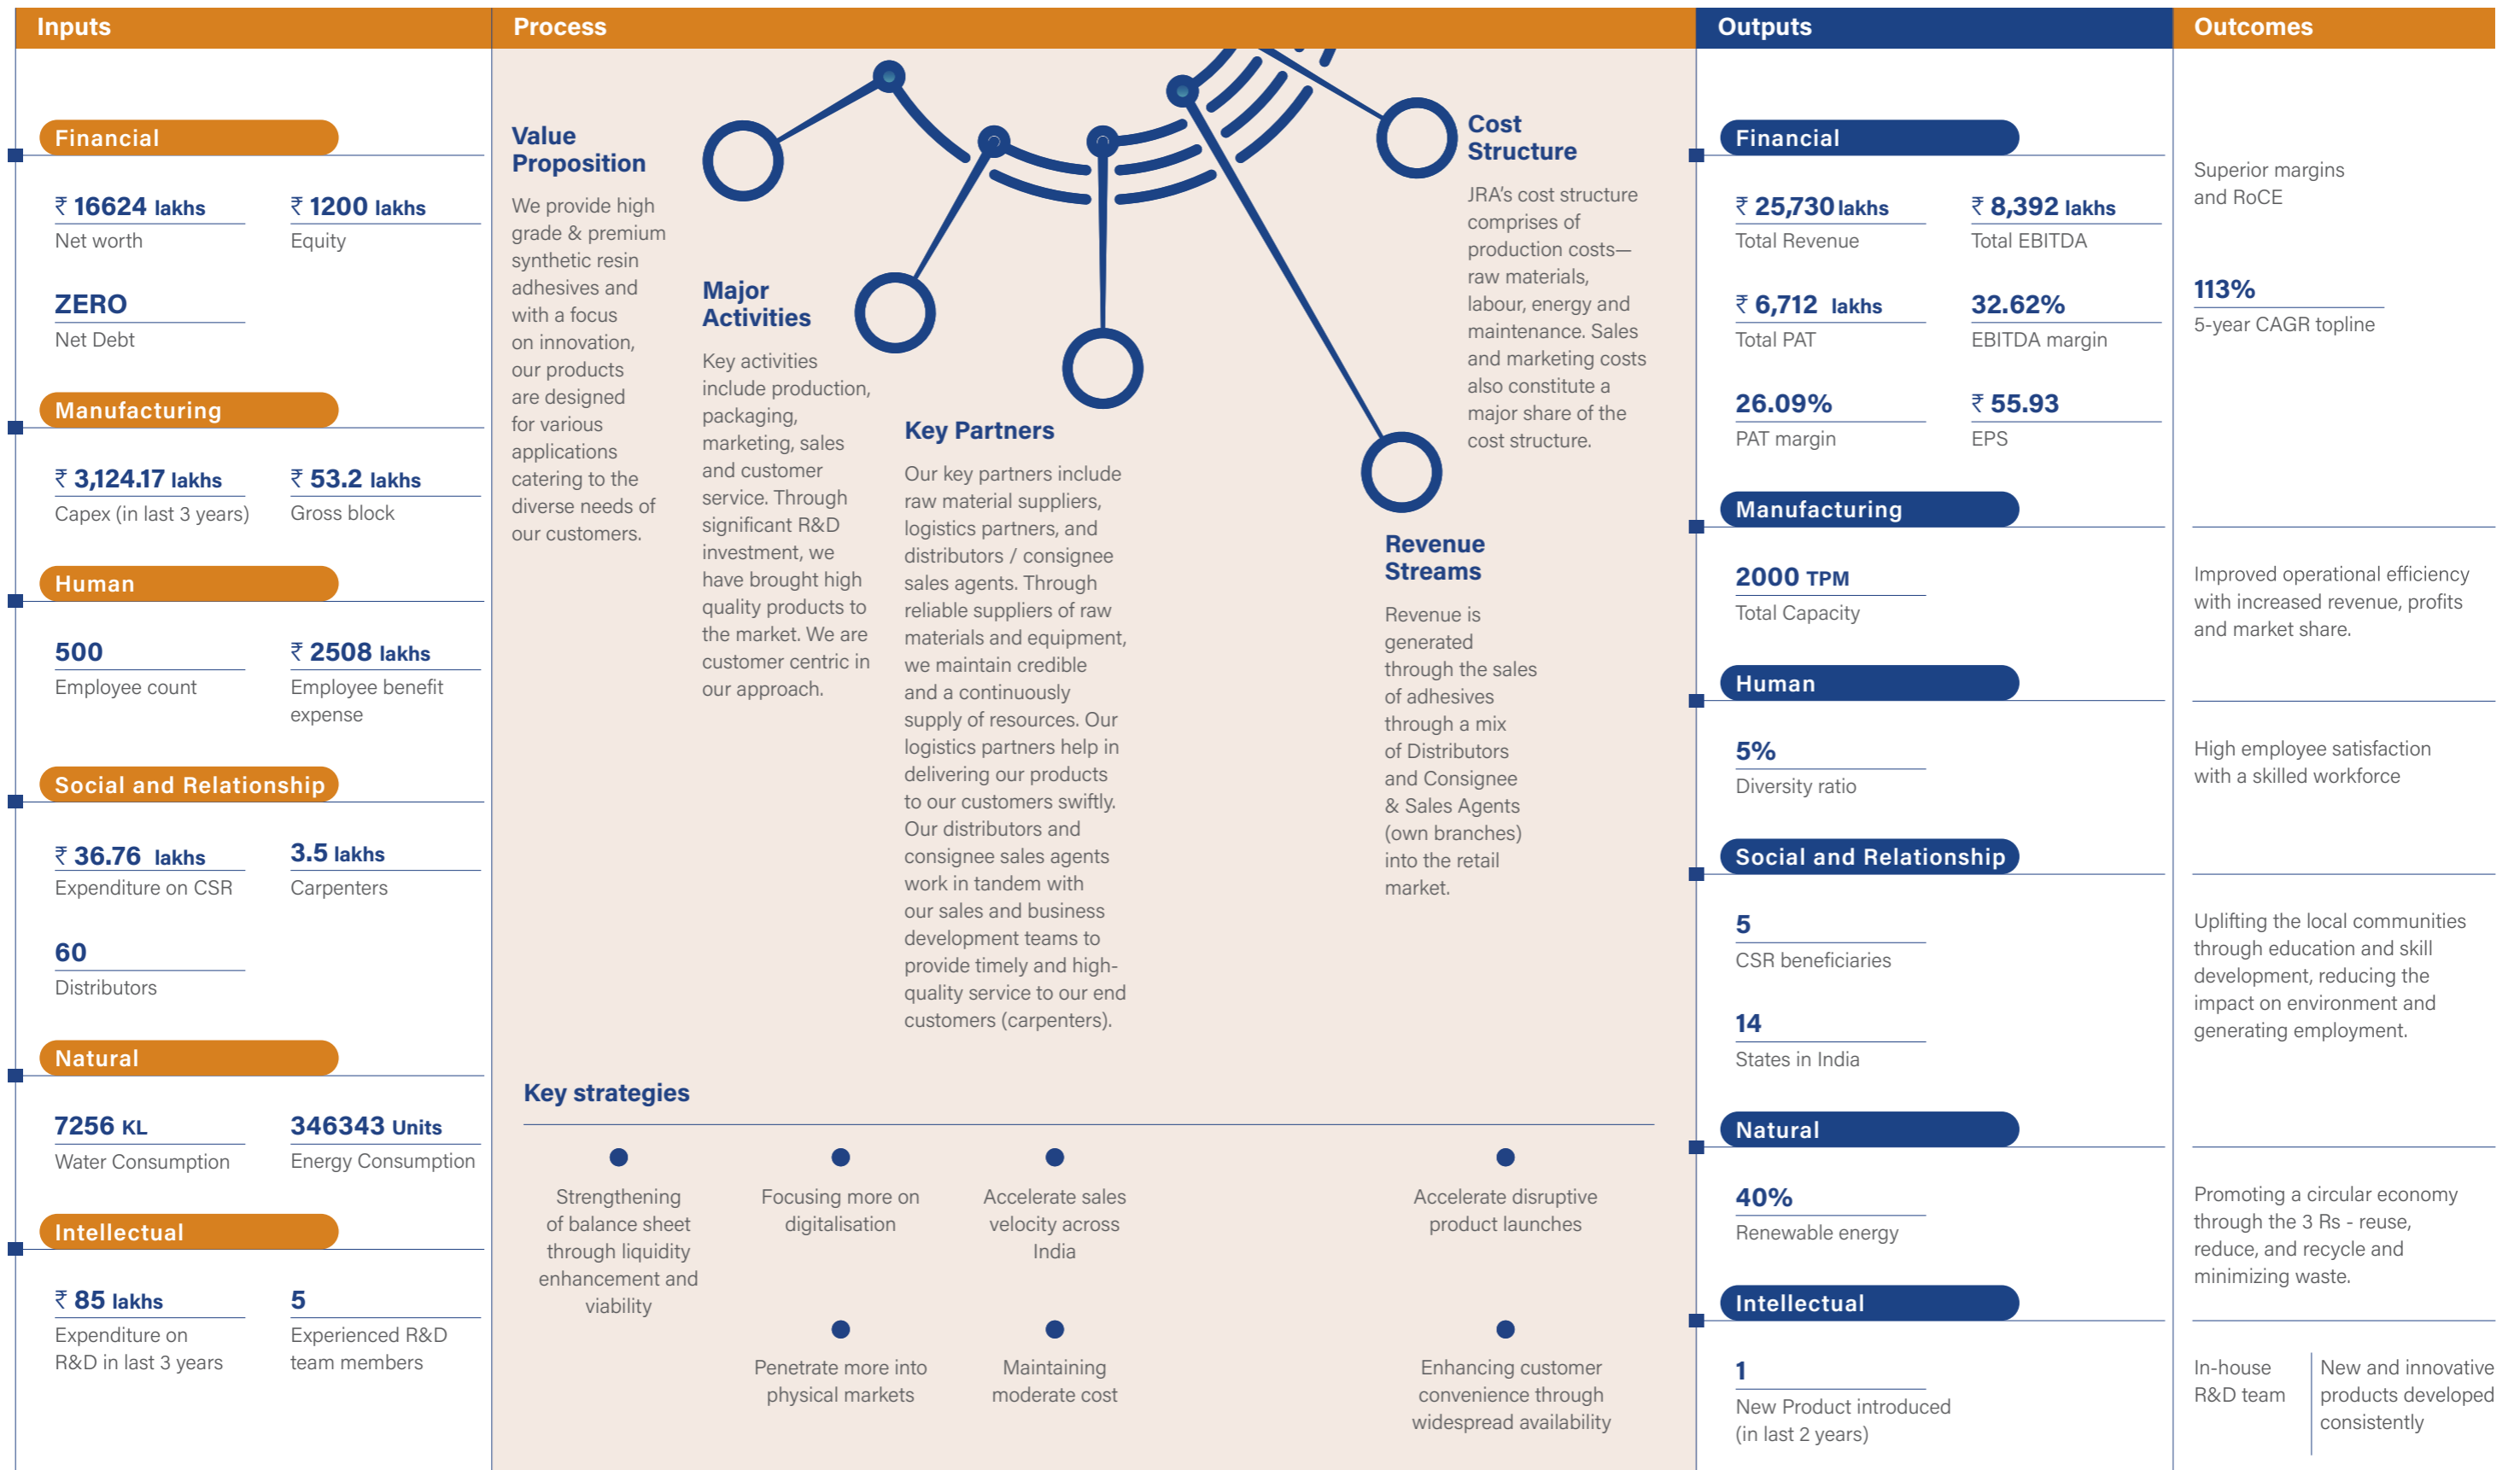 Inputs
Financial
₹ 16624 lakhs
Net worth
₹ 1200 lakhs
Equity
ZERO
Net Debt
Manufacturing
₹ 3,124.17 lakhs
Capex (in last 3 years)
₹ 53.2 lakhs
Gross block
Human
500
Employee count
₹ 2508 lakhs
Employee benefit
expense
Social and Relationship
₹ 36.76 lakhs
Expenditure on CSR
3.5 lakhs
Carpenters
60
Distributors
Natural
7256 KL
Water Consumption
346343 Units
Energy Consumption
Intellectual
₹ 85 lakhs
Expenditure on
R&D in last 3 years
5
Experienced R&D
team members
Process
Value
Proposition
We provide high
grade & premium
synthetic resin
adhesives and
with a focus
on innovation,
our products
are designed
for various
applications
catering to the
diverse needs of
our customers.
Major
Activities
Key activities
include production,
packaging,
marketing, sales
and customer
service. Through
significant R&D
investment, we
have brought high
quality products to
the market. We are
customer centric in
our approach.
Key Partners
Our key partners include
raw material suppliers,
logistics partners, and
distributors / consignee
sales agents. Through
reliable suppliers of raw
materials and equipment,
we maintain credible
and a continuously
supply of resources. Our
logistics partners help in
delivering our products
to our customers swiftly.
Our distributors and
consignee sales agents
work in tandem with
our sales and business
development teams to
provide timely and high-
quality service to our end
customers (carpenters).
Revenue
Streams
Revenue is
generated
through the sales
of adhesives
through a mix
of Distributors
and Consignee
& Sales Agents
(own branches)
into the retail
market.
Cost
Structure
JRA's cost structure
comprises of
production costs—
raw materials,
labour, energy and
maintenance. Sales
and marketing costs
also constitute a
major share of the
cost structure.
Key strategies
Strengthening
of balance sheet
through liquidity
enhancement and
viability
Focusing more on
digitalisation
Accelerate sales
velocity across
India
Accelerate disruptive
product launches
Penetrate more into
physical markets
Maintaining
moderate cost
Enhancing customer
convenience through
widespread availability
Outputs
Financial
₹ 25,730 lakhs
Total Revenue
₹ 8,392 lakhs
Total EBITDA
₹ 6,712 lakhs
Total PAT
32.62%
EBITDA margin
26.09%
PAT margin
₹ 55.93
EPS
Manufacturing
2000 TPM
Total Capacity
Human
5%
Diversity ratio
Social and Relationship
5
CSR beneficiaries
14
States in India
Natural
40%
Renewable energy
Intellectual
1
New Product introduced
(in last 2 years)
Outcomes
Superior margins
and RoCE
113%
5-year CAGR topline
Improved operational efficiency
with increased revenue, profits
and market share.
High employee satisfaction
with a skilled workforce
Uplifting the local communities
through education and skill
development, reducing the
impact on environment and
generating employment.
Promoting a circular economy
through the 3 Rs - reuse,
reduce, and recycle and
minimizing waste.
In-house
R&D team
New and innovative
products developed
consistently